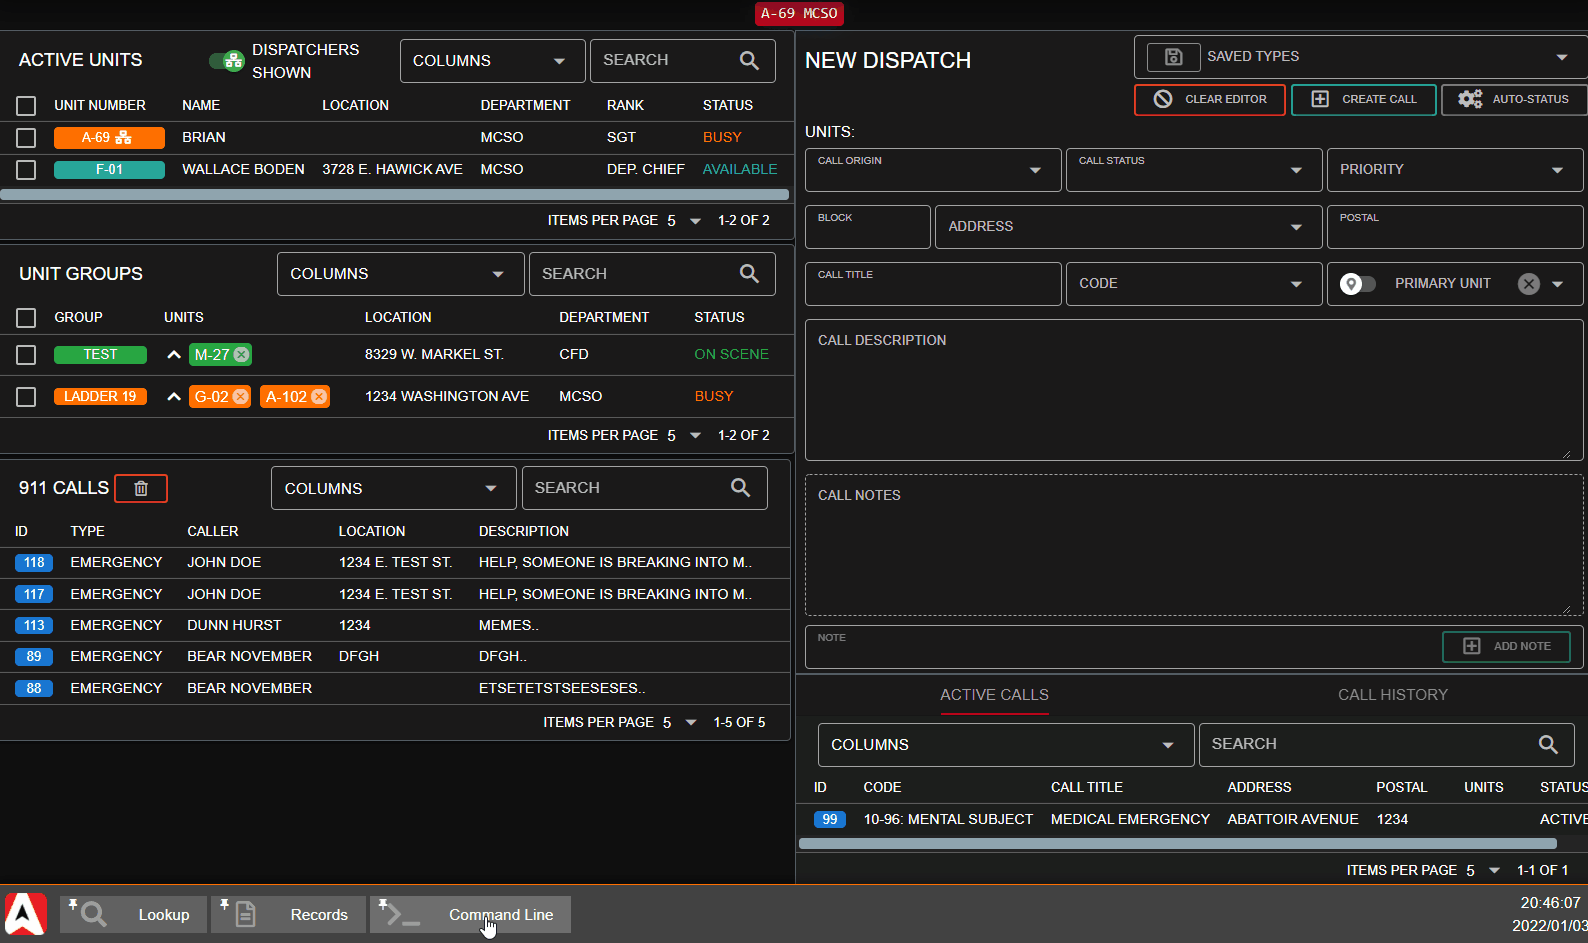 A-69 MCSO
ACTIVE UNITS
DISPATCHERS
SHOWN
COLUMNS
SEARCH
UNIT NUMBER NAME LOCATION DEPARTMENT RANK STATUS
A-69 BRIAN MCSO SGT BUSY
F-01 WALLACE BODEN 3728 E. HAWICK AVE MCSO DEP. CHIEF AVAILABLE
ITEMS PER PAGE 5 1-2 OF 2
UNIT GROUPS
COLUMNS
SEARCH
GROUP UNITS LOCATION DEPARTMENT STATUS
TEST M-27 8329 W. MARKEL ST. CFD ON SCENE
LADDER 19 G-02 A-102 1234 WASHINGTON AVE MCSO BUSY
ITEMS PER PAGE 5 1-2 OF 2
911 CALLS
COLUMNS
SEARCH
ID TYPE CALLER LOCATION DESCRIPTION
118 EMERGENCY JOHN DOE 1234 E. TEST ST. HELP, SOMEONE IS BREAKING INTO M..
117 EMERGENCY JOHN DOE 1234 E. TEST ST. HELP, SOMEONE IS BREAKING INTO M..
113 EMERGENCY DUNN HURST 1234 MEMES..
89 EMERGENCY BEAR NOVEMBER DFGH DFGH..
88 EMERGENCY BEAR NOVEMBER ETSETETSTSEESESES..
ITEMS PER PAGE 5 1-5 OF 5
NEW DISPATCH
SAVED TYPES
CLEAR EDITOR CREATE CALL AUTO-STATUS
UNITS:
CALL ORIGIN CALL STATUS PRIORITY
BLOCK ADDRESS POSTAL
CALL TITLE CODE PRIMARY UNIT
CALL DESCRIPTION
CALL NOTES
NOTE
ADD NOTE
ACTIVE CALLS CALL HISTORY
COLUMNS
SEARCH
ID CODE CALL TITLE ADDRESS POSTAL UNITS STATUS
99 10-96: MENTAL SUBJECT MEDICAL EMERGENCY ABATTOIR AVENUE 1234 ACTIVE
ITEMS PER PAGE 5 1-1 OF 1
Lookup
Records
Command Line
20:46:07
2022/01/03